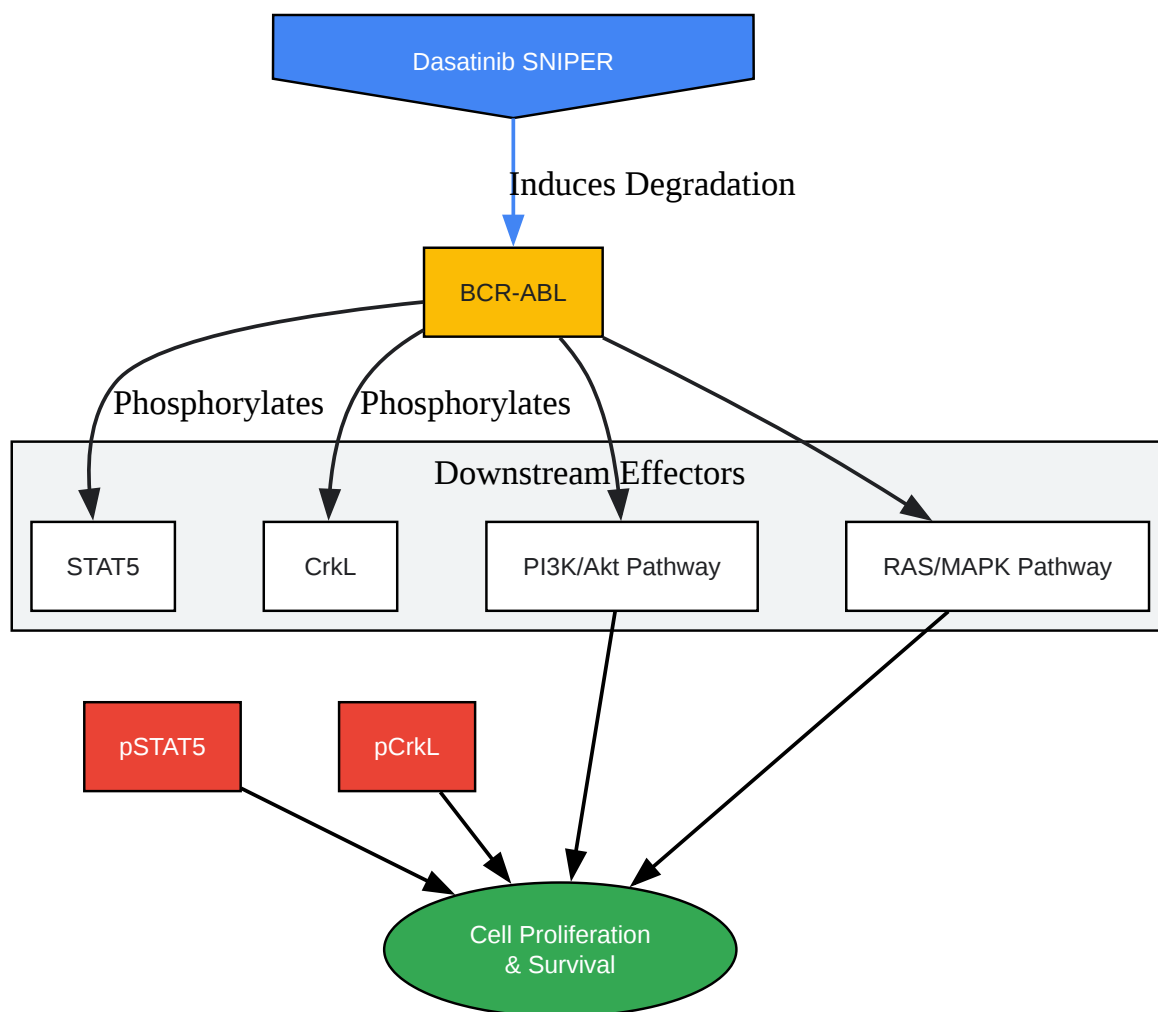 Dasatinib SNIPER
Induces Degradation
BCR-ABL
Phosphorylates
Phosphorylates
Downstream Effectors
STAT5
CrkL
PI3K/Akt Pathway
RAS/MAPK Pathway
pSTAT5
pCrkL
Cell Proliferation
& Survival